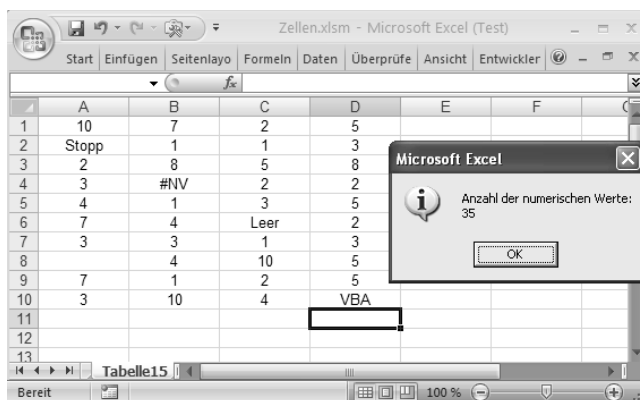 Zellen.xlsm - Microsoft Excel (Test)
Start Einfügen Seitenlayo Formeln Daten Überprüfe Ansicht Entwickler
fx
A B C D E F
1 10 7 2 5
2 Stopp 1 1 3
3 2 8 5 8
4 3 #NV 2 2
5 4 1 3 5
6 7 4 Leer 2
7 3 3 1 3
8 4 10 5
9 7 1 2 5
10 3 10 4 VBA
11
12
13
Microsoft Excel
Anzahl der numerischen Werte:
35
OK
Tabelle15
Bereit 100 %